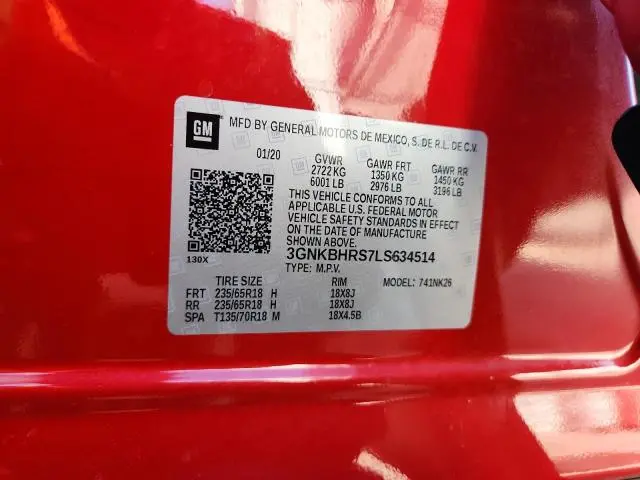 GM
MFD BY GENERAL MOTORS DE MEXICO, S. DE R.L. DE C.V.
01/20 GVWR GAWR FRT GAWR RR
2722 KG 1350 KG 1450 KG
6001 LB 2976 LB 3196 LB
THIS VEHICLE CONFORMS TO ALL
APPLICABLE U.S. FEDERAL MOTOR
VEHICLE SAFETY STANDARDS IN EFFECT
ON THE DATE OF MANUFACTURE
SHOWN ABOVE.
130X 3GNKBHRS7LS634514
TYPE: M.P.V. MODEL: 741NK26
TIRE SIZE RIM
FRT 235/65R18 H 18X8J
RR 235/65R18 H 18X8J
SPA T135/70R18 M 18X4.5B